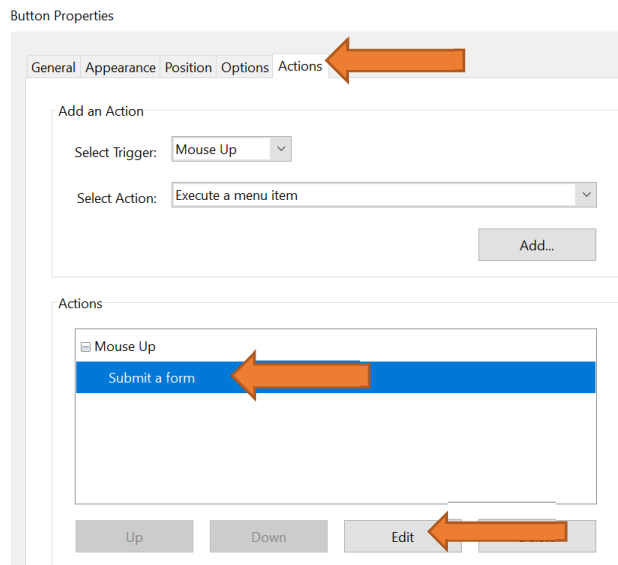 Button Properties
General Appearance Position Options Actions
Add an Action
Select Trigger: Mouse Up
Select Action: Execute a menu item
Add...
Actions
Mouse Up
Submit a form
Up Down Edit